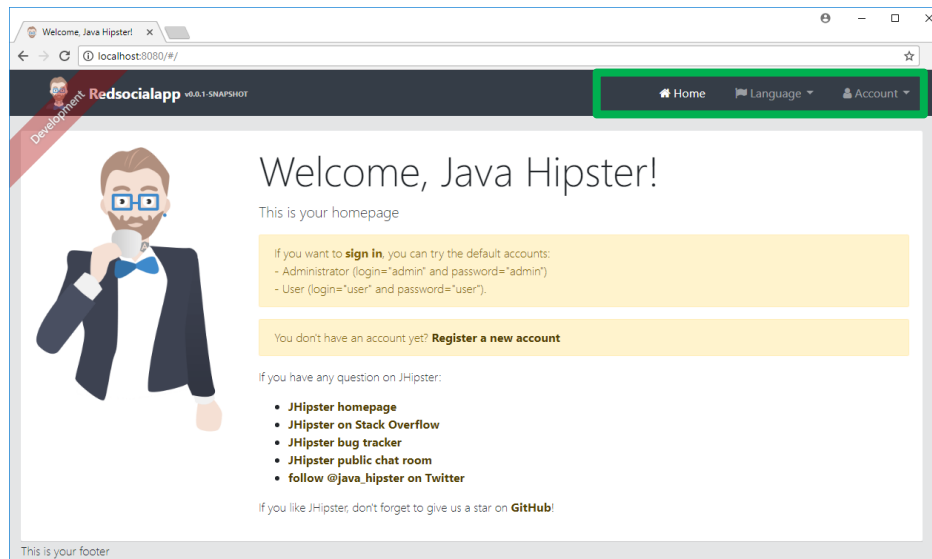 Welcome, Java Hipster!
localhost:8080/#/
Development
Redsocialapp v0.0.1-SNAPSHOT
Home Language Account
Welcome, Java Hipster!
This is your homepage
If you want to sign in, you can try the default accounts:
- Administrator (login="admin" and password="admin")
- User (login="user" and password="user").
You don't have an account yet? Register a new account
If you have any question on JHipster:
• JHipster homepage
• JHipster on Stack Overflow
• JHipster bug tracker
• JHipster public chat room
• follow @java_hipster on Twitter
If you like JHipster, don't forget to give us a star on GitHub!
This is your footer